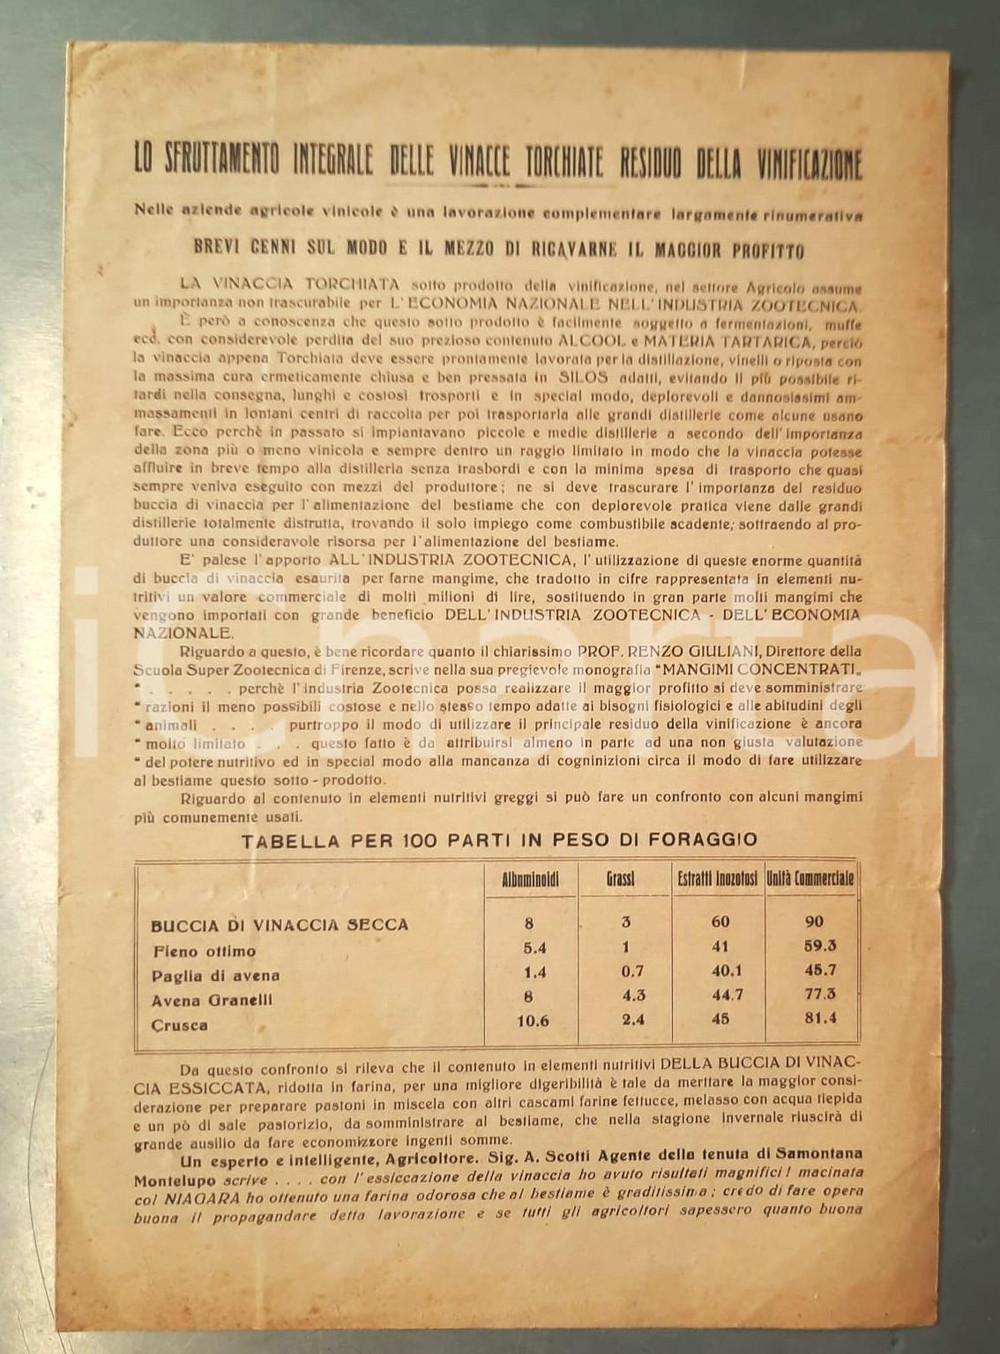 LO SFRUTTAMENTO INTEGRALE DELLE VINACCE TORCHIATE RESIDUO DELLA VINIFICAZIONE
Nelle aziende agricole vinicole è una lavorazione complementare largamente rinumerativa
BREVI CENNI SUL MODO E IL MEZZO DI RICAVARNE IL MAGGIOR PROFITTO
LA VINACCIA TORCHIATA sotto prodotto della vinificazione, nel settore Agricolo assume
un importanza non trascurabile per L'ECONOMIA NAZIONALE NELL'INDUSTRIA ZOOTECNICA.
È però a conoscenza che questo sotto prodotto è facilmente soggetto a fermentazioni, muffe
ecc. con considerevole perdita del suo prezioso contenuto ALCOOL e MATERIA TARTARICA, perciò
la vinaccia appena Torchiata deve essere prontamente lavorata per la distillazione, vinelli o riposta con
la massima cura ermeticamente chiusa e ben pressata in SILOS adatti, evitando il più possibile ri-
tardi nella consegna, lunghi e costosi trosporti e in special modo, deplorevoli e dannosissimi am-
massamenti in lontani centri di raccolta per poi trasportarla alle grandi distillerie come alcune usano
fare. Ecco perchè in passato si impiantavano piccole e medie distillerie a secondo dell'importanza
della zona più o meno vinicola e sempre dentro un raggio limitato in modo che la vinaccia potesse
affluire in breve tempo alla distilleria senza trasbordi e con la minima spesa di trasporto che quasi
sempre veniva eseguito con mezzi del produttore; ne si deve trascurare l'importanza del residuo
buccia di vinaccia per l'alimentazione del bestiame che con deplorevole pratica viene dalle grandi
distillerie totalmente distrutta, trovando il solo impiego come combustibile scadente; sottraendo al pro-
duttore una consideravole risorsa per l'alimentazione del bestiame.
E' palese l'apporto ALL'INDUSTRIA ZOOTECNICA, l'utilizzazione di queste enorme quantità
di buccia di vinaccia esaurita per farne mangime, che tradotto in cifre rappresentata in elementi nu-
tritivi un valore commerciale di molti milioni di lire, sostituendo in gran parte molti mangimi che
vengono importati con grande beneficio DELL'INDUSTRIA ZOOTECNICA - DELL'ECONOMIA
NAZIONALE.
Riguardo a questo, è bene ricordare quanto il chiarissimo PROF. RENZO GIULIANI, Direttore della
Scuola Super Zootecnica di Firenze, scrive nella sua pregievole monografia "MANGIMI CONCENTRATI„
" . . . . . perchè l'industria Zootecnica possa realizzare il maggior profitto si deve somministrare
" razioni il meno possibili costose e nello stesso tempo adatte ai bisogni fisiologici e alle abitudini degli
" animali . . . . purtroppo il modo di utilizzare il principale residuo della vinificazione è ancora
" molto limitato . . . questo fatto è da attribuirsi almeno in parte ad una non giusta valutazione
" del potere nutritivo ed in special modo alla mancanza di cogninizioni circa il modo di fare utilizzare
al bestiame questo sotto - prodotto.
Riguardo al contenuto in elementi nutritivi greggi si può fare un confronto con alcuni mangimi
più comunemente usati.
TABELLA PER 100 PARTI IN PESO DI FORAGGIO
Albuminoidi Grassi Estratti Inazotosi Unità Commerciale
BUCCIA DI VINACCIA SECCA 8 3 60 90
Fieno ottimo 5.4 1 41 59.3
Paglia di avena 1.4 0.7 40.1 45.7
Avena Granelli 8 4.3 44.7 77.3
Crusca 10.6 2.4 45 81.4
Da questo confronto si rileva che il contenuto in elementi nutritivi DELLA BUCCIA DI VINAC-
CIA ESSICCATA, ridotta in farina, per una migliore digeribilità è tale da meritare la maggior consi-
derazione per preparare pastoni in miscela con altri cascami farine fettucce, melasso con acqua tiepida
e un pò di sale pastorizio, da somministrare al bestiame, che nella stagione invernale riuscirà di
grande ausilio da fare economizzore ingenti somme.
Un esperto e intelligente, Agricoltore. Sig. A. Scotti Agente della tenuta di Samontana
Montelupo scrive . . . . con l'essiccazione della vinaccia ho avuto risultati magnifici! macinata
col NIAGARA ho ottenuto una farina odorosa che al bestiame è graditissima; credo di fare opera
buona il propagandare detta lavorazione e se tutti gli agricoltori sapessero quanto buona